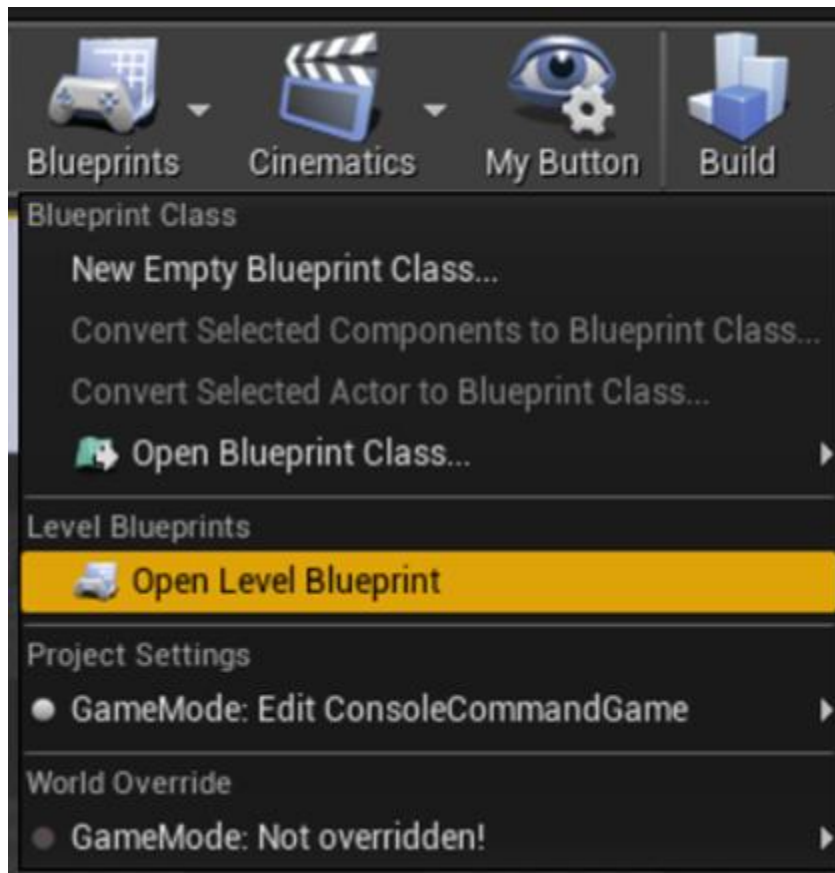 Blueprints Cinematics My Button Build
Blueprint Class
New Empty Blueprint Class...
Convert Selected Components to Blueprint Class...
Convert Selected Actor to Blueprint Class...
Open Blueprint Class...
Level Blueprints
Open Level Blueprint
Project Settings
GameMode: Edit ConsoleCommandGame
World Override
GameMode: Not overridden!